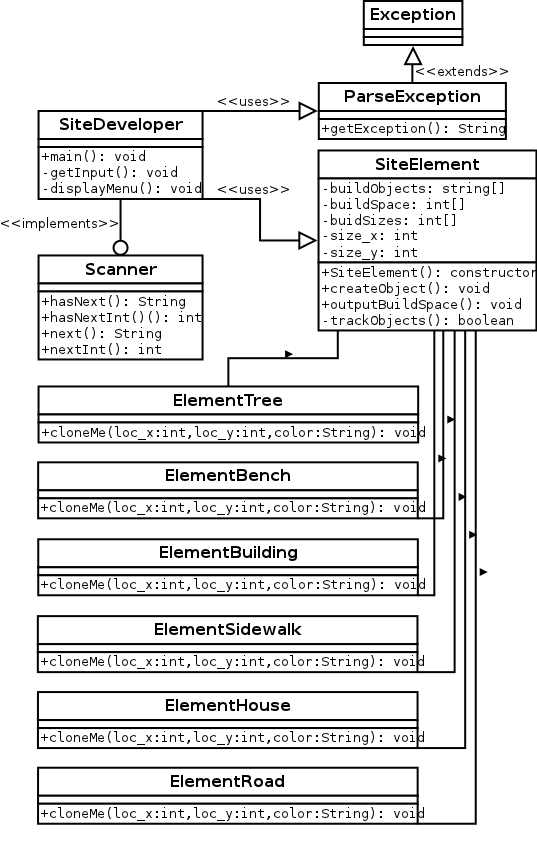 Exception
<<extends>>
ParseException
+getException(): String
<<uses>>
SiteDeveloper
+main(): void
-getInput(): void
-displayMenu(): void
<<uses>>
<<implements>>
SiteElement
-buildObjects: string[]
-buildSpace: int[]
-buidSizes: int[]
-size_x: int
-size_y: int
+SiteElement(): constructor
+createObject(): void
+outputBuildSpace(): void
-trackObjects(): boolean
Scanner
+hasNext(): String
+hasNextInt()(): int
+next(): String
+nextInt(): int
ElementTree
+cloneMe(loc_x:int,loc_y:int,color:String): void
ElementBench
+cloneMe(loc_x:int,loc_y:int,color:String): void
ElementBuilding
+cloneMe(loc_x:int,loc_y:int,color:String): void
ElementSidewalk
+cloneMe(loc_x:int,loc_y:int,color:String): void
ElementHouse
+cloneMe(loc_x:int,loc_y:int,color:String): void
ElementRoad
+cloneMe(loc_x:int,loc_y:int,color:String): void